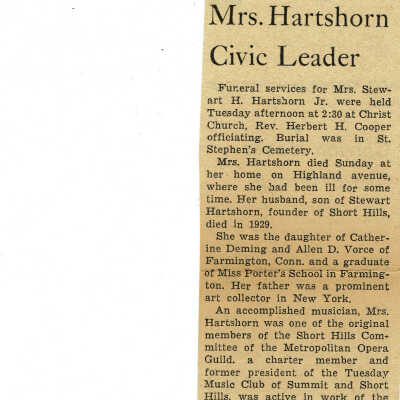 Mrs. Hartshorn
Civic Leader
Funeral services for Mrs. Stew-
art H. Hartshorn Jr. were held
Tuesday afternoon at 2:30 at Christ
Church, Rev. Herbert H. Cooper
officiating. Burial was in St.
Stephen's Cemetery.
Mrs. Hartshorn died Sunday at
her home on Highland avenue,
where she had been ill for some
time. Her husband, son of Stewart
Hartshorn, founder of Short Hills,
died in 1929.
She was the daughter of Cather-
ine Deming and Allen D. Vorce of
Farmington, Conn. and a graduate
of Miss Porter's School in Farming-
ton. Her father was a prominent
art collector in New York.
An accomplished musician, Mrs.
Hartshorn was one of the original
members of the Short Hills Com-
mittee of the Metropolitan Opera
Guild, a charter member and
former president of the Tuesday
Music Club of Summit and Short
Hills, was active in work of the